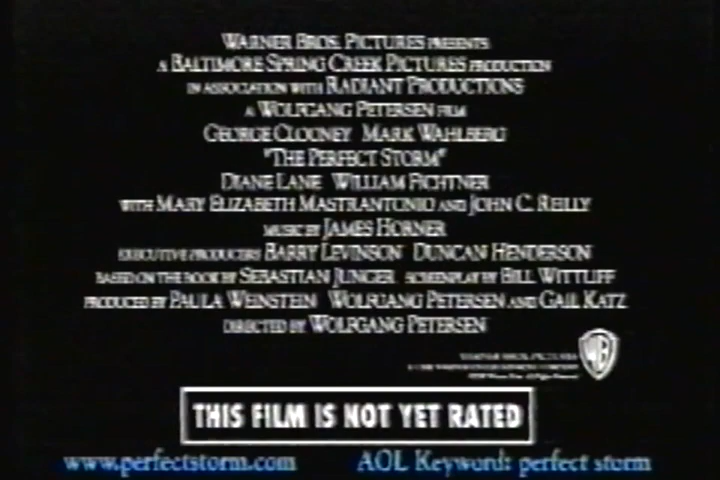 WARNER BROS. PICTURES PRESENTS
A BALTIMORE SPRING CREEK PICTURES PRODUCTION
IN ASSOCIATION WITH RADIANT PRODUCTIONS
A WOLFGANG PETERSEN FILM
GEORGE CLOONEY MARK WAHLBERG
"THE PERFECT STORM"
DIANE LANE WILLIAM FICHTNER
WITH MARY ELIZABETH MASTRANTONIO AND JOHN C. REILLY
MUSIC BY JAMES HORNER
EXECUTIVE PRODUCERS BARRY LEVINSON DUNCAN HENDERSON
BASED ON THE BOOK BY SEBASTIAN JUNGER SCREENPLAY BY BILL WITTLIFF
PRODUCED BY PAULA WEINSTEIN WOLFGANG PETERSEN AND GAIL KATZ
DIRECTED BY WOLFGANG PETERSEN
WARNER BROS. PICTURES
WB
THIS FILM IS NOT YET RATED
www.perfectstorm.com AOL Keyword: perfect storm